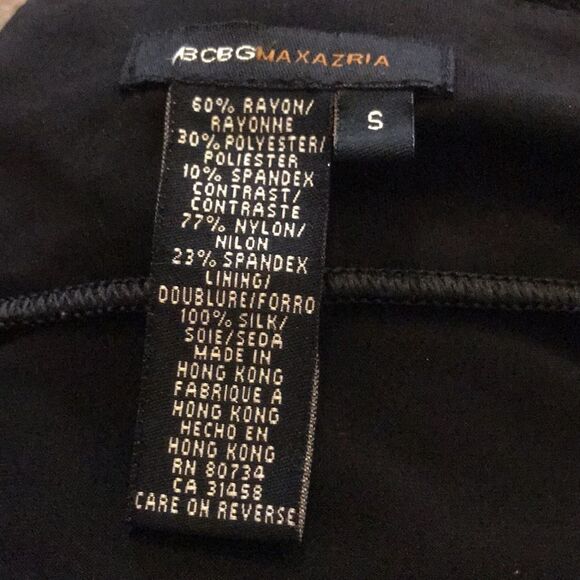 BCBGMAXAZRIA
S
60% RAYON/
RAYONNE
30% POLYESTER/
POLIESTER
10% SPANDEX
CONTRAST/
CONTRASTE
77% NYLON/
NILON
23% SPANDEX
LINING/
DOUBLURE/FORRO
100% SILK/
SOIE/SEDA
MADE IN
HONG KONG
FABRIQUE A
HONG KONG
HECHO EN
HONG KONG
RN 80734
CA 31458
CARE ON REVERSE